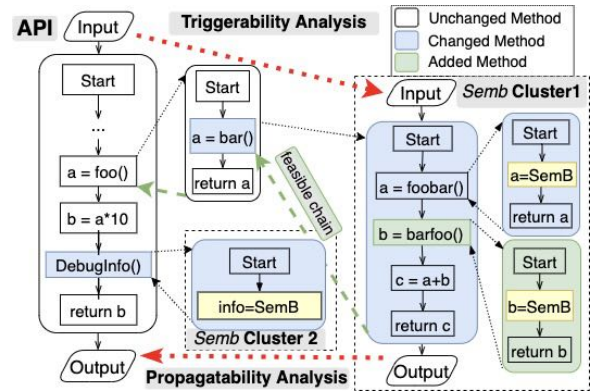 API
Input
Triggerability Analysis
Unchanged Method
Changed Method
Added Method
Start
...
a = foo()
b = a*10
DebugInfo()
return b
Output
Start
a = bar()
return a
feasible chain
Start
info=SemB
Semb Cluster 2
Propagatability Analysis
Semb Cluster1
Input
Start
a = foobar()
b = barfoo()
c = a+b
return c
Output
Start
a=SemB
return a
Start
b=SemB
return b